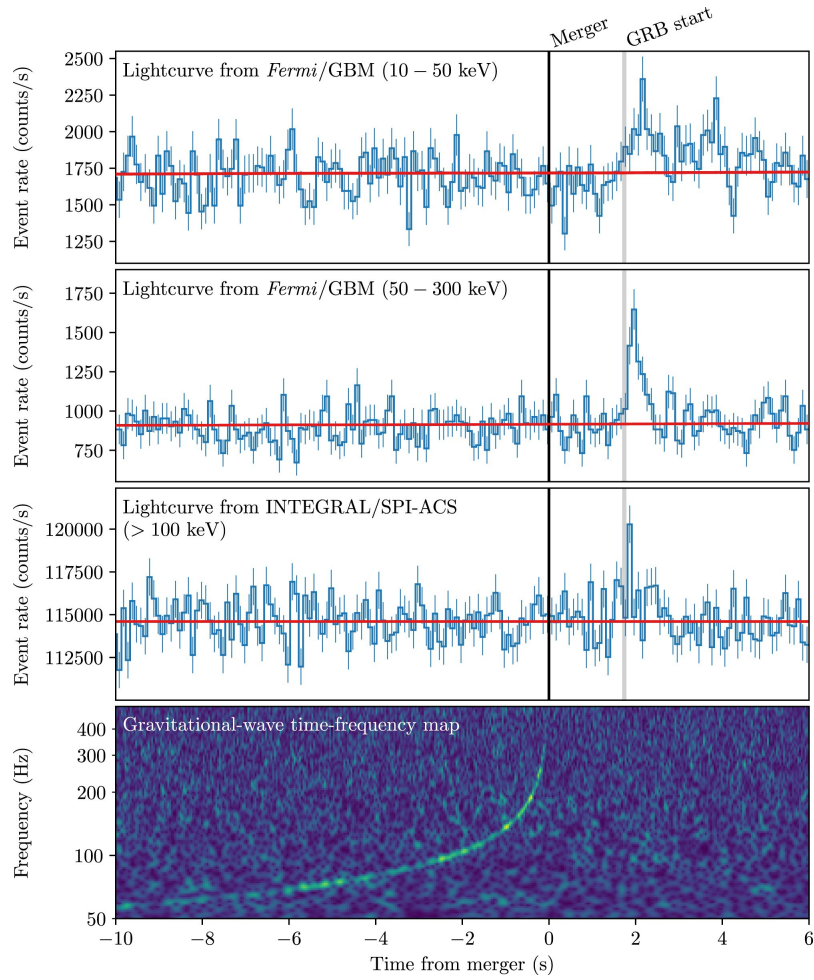 Merger
GRB start
Lightcurve from Fermi/GBM (10 − 50 keV)
Event rate (counts/s)
2500
2250
2000
1750
1500
1250
Lightcurve from Fermi/GBM (50 − 300 keV)
Event rate (counts/s)
1750
1500
1250
1000
750
Lightcurve from INTEGRAL/SPI-ACS
(> 100 keV)
Event rate (counts/s)
120000
117500
115000
112500
Gravitational-wave time-frequency map
Frequency (Hz)
400
300
200
100
50
−10 −8 −6 −4 −2 0 2 4 6
Time from merger (s)